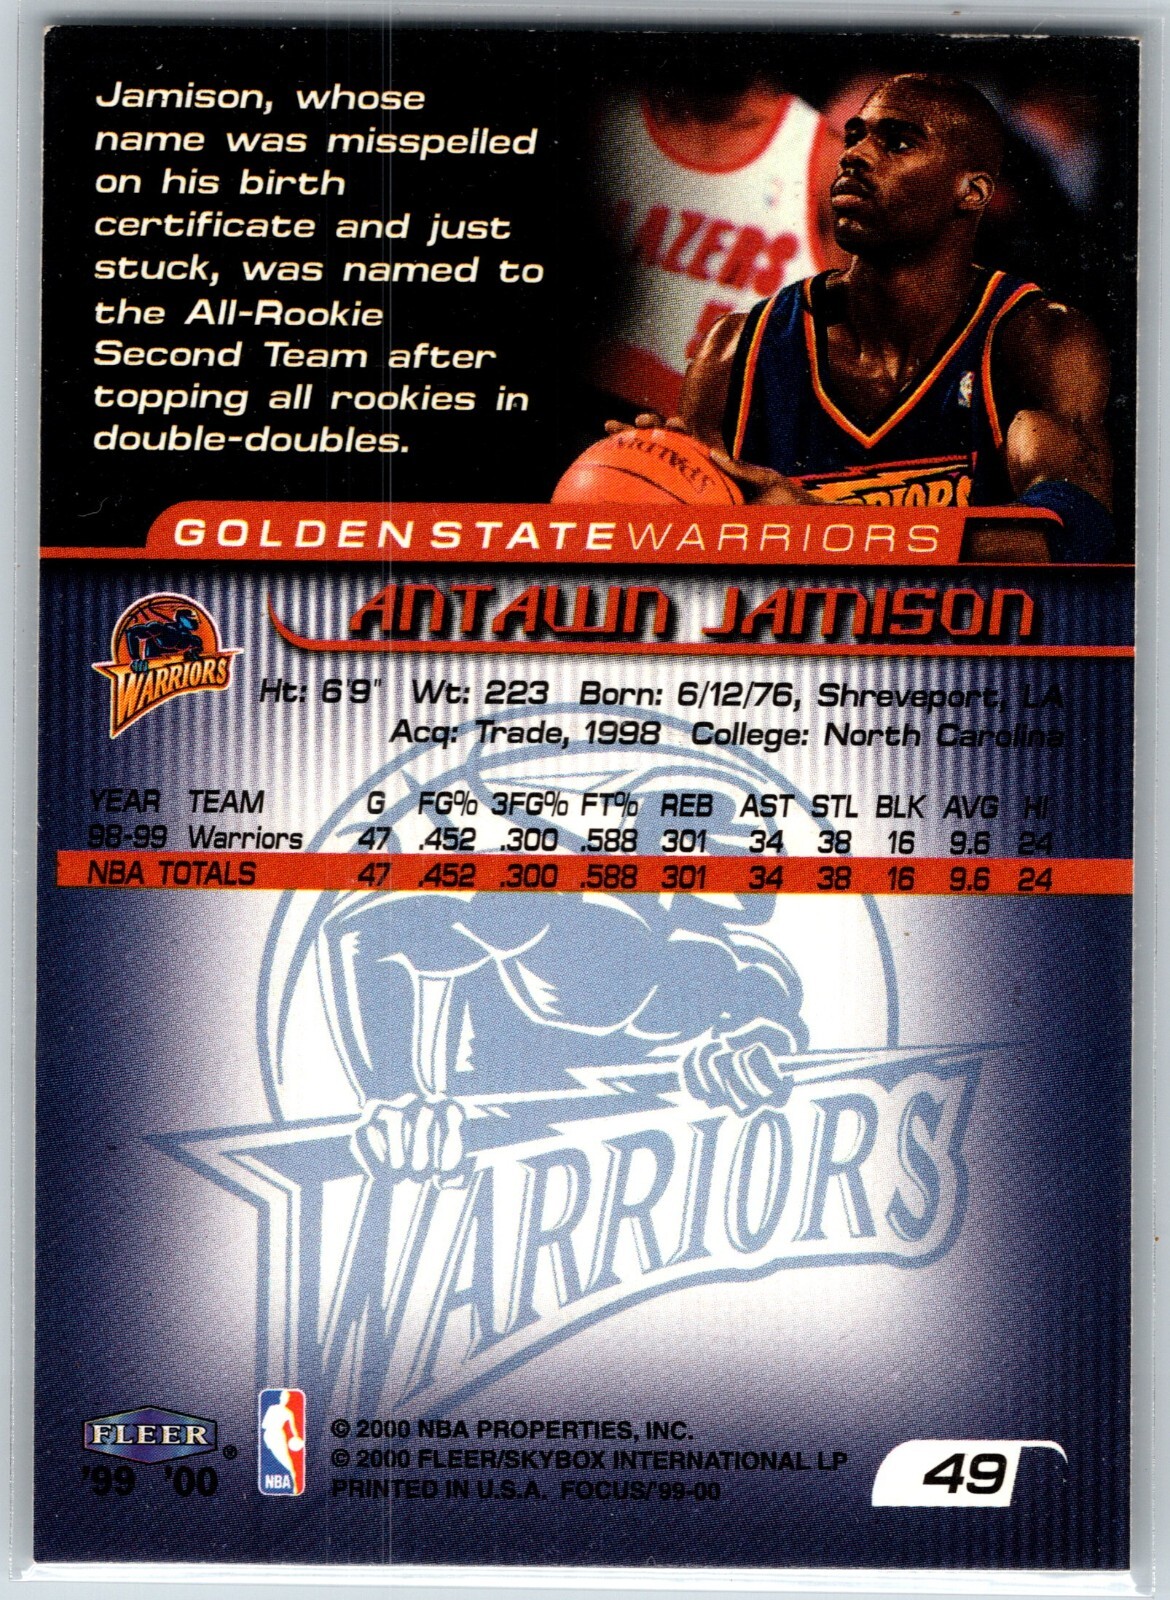 Jamison, whose
name was misspelled
on his birth
certificate and just
stuck, was named to
the All-Rookie
Second Team after
topping all rookies in
double-doubles.
AZERS
SPALDING
WARRIORS
GOLDEN STATE WARRIORS
ANTAWN JAMISON
WARRIORS
Ht: 6'9" Wt: 223 Born: 6/12/76, Shreveport, LA
Acq: Trade, 1998 College: North Carolina
YEAR TEAM G FG% 3FG% FT% REB AST STL BLK AVG HI
98-99 Warriors 47 .452 .300 .588 301 34 38 16 9.6 24
NBA TOTALS 47 .452 .300 .588 301 34 38 16 9.6 24
WARRIORS
FLEER®
'99 '00
NBA
© 2000 NBA PROPERTIES, INC.
© 2000 FLEER/SKYBOX INTERNATIONAL LP
PRINTED IN U.S.A. FOCUS/'99-00
49